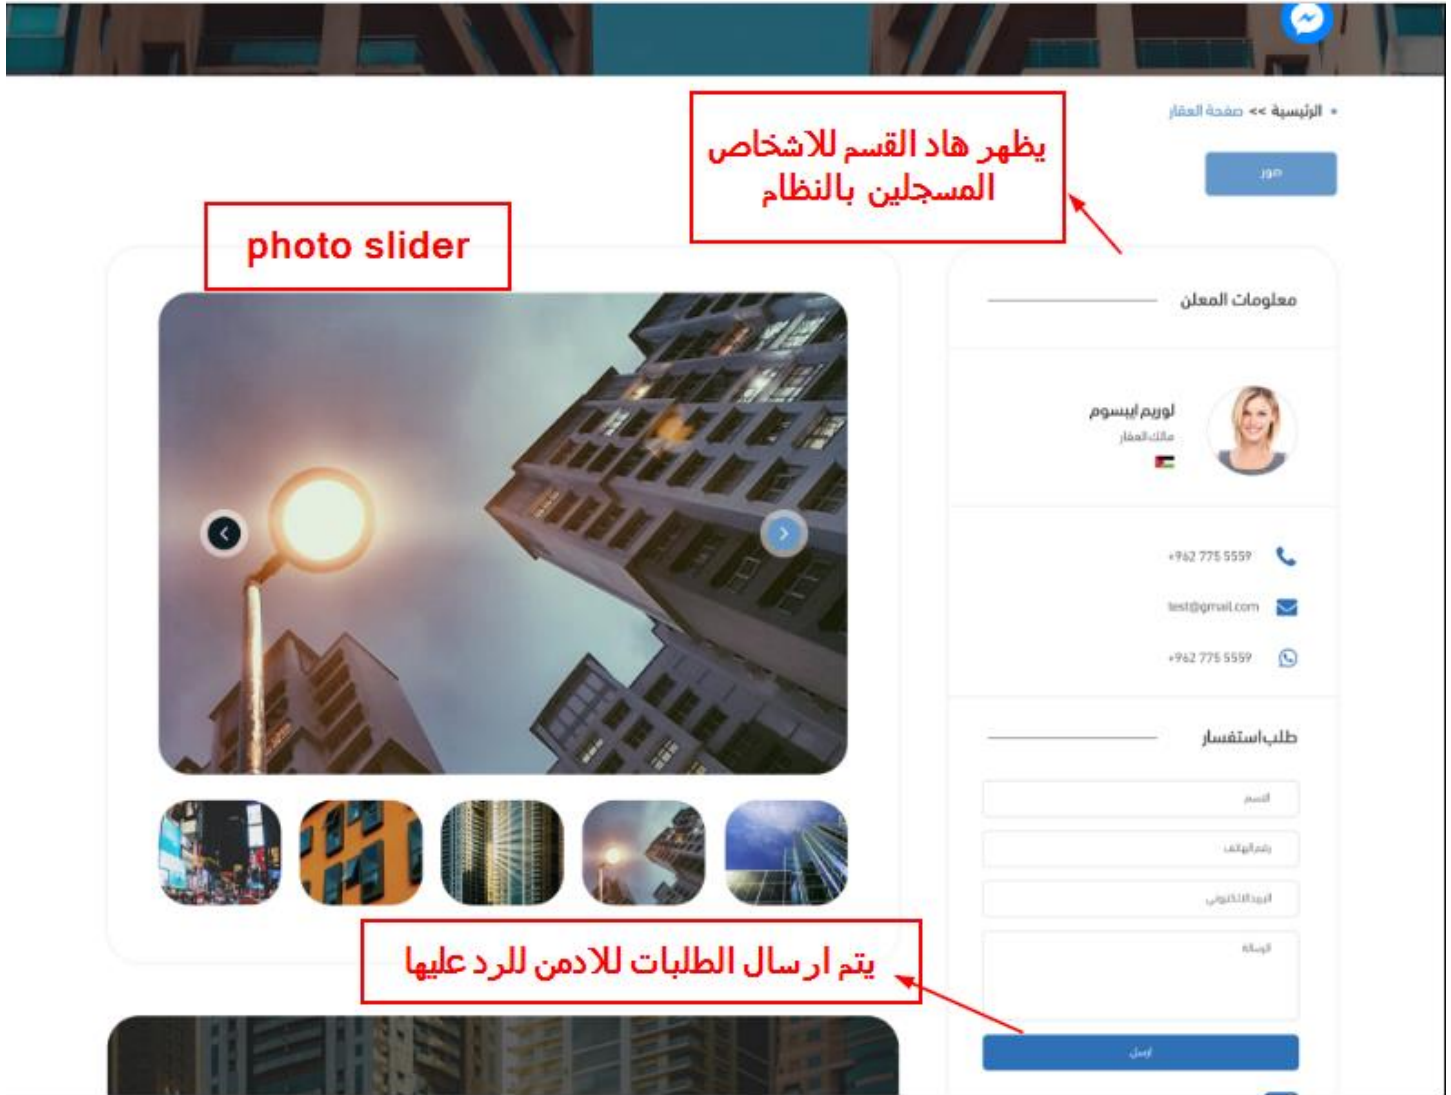 الرئيسية >> صفحة العقار
صور
يظهر هاد القسم للاشخاص
المسجلين بالنظام
photo slider
معلومات المعلن
لوريم ايبسوم
مالك العقار
+962 775 5559
test@gmail.com
+962 775 5559
طلب استفسار
الاسم
رقم الهاتف
البريد الالكتروني
الرسالة
يتم ارسال الطلبات للادمن للرد عليها
ارسل